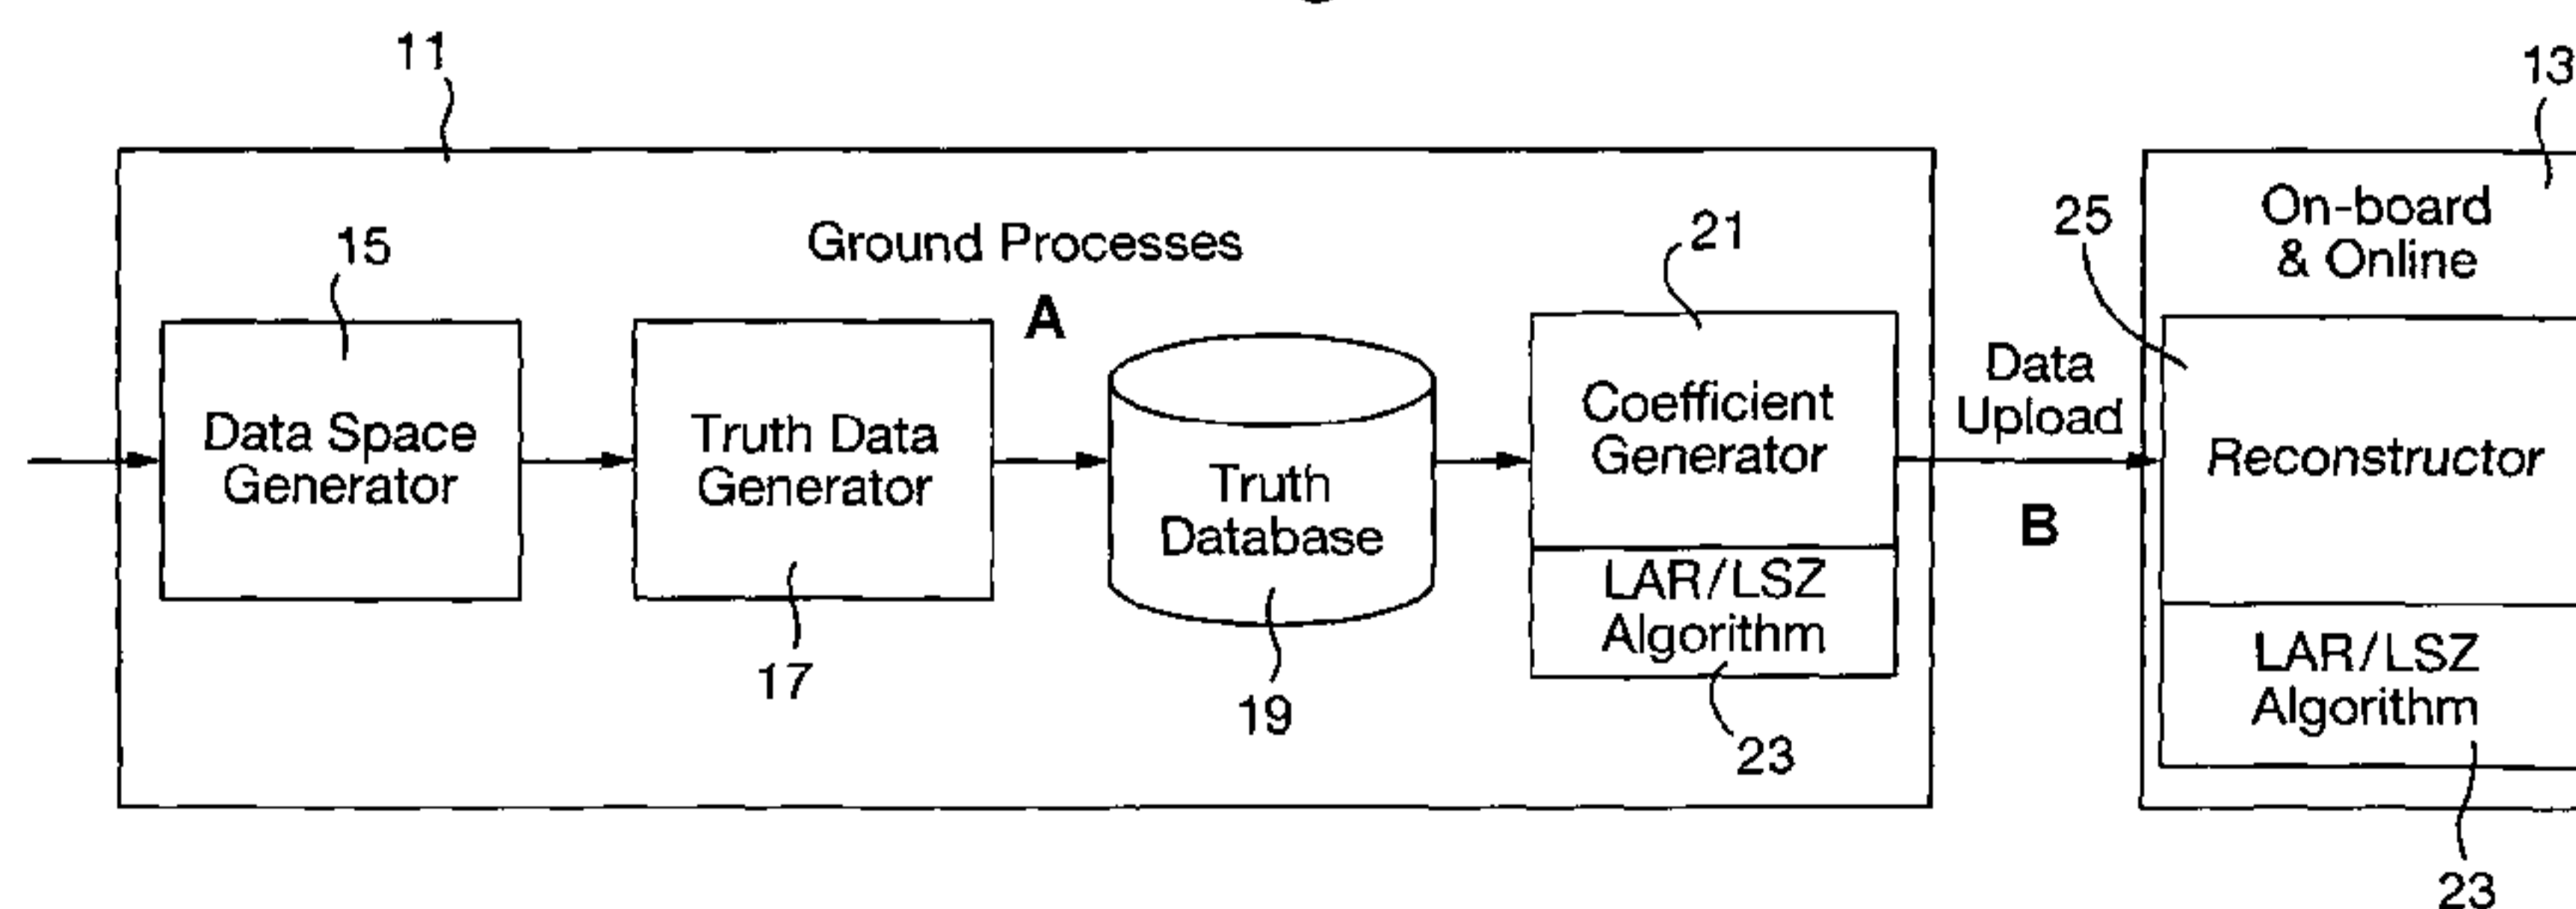 11
13
Ground Processes
A
15
21
25
On-board
& Online
Data Space
Generator
Truth Data
Generator
Truth
Database
Coefficient
Generator
LAR/LSZ
Algorithm
Data
Upload
B
Reconstructor
LAR/LSZ
Algorithm
17
19
23
23